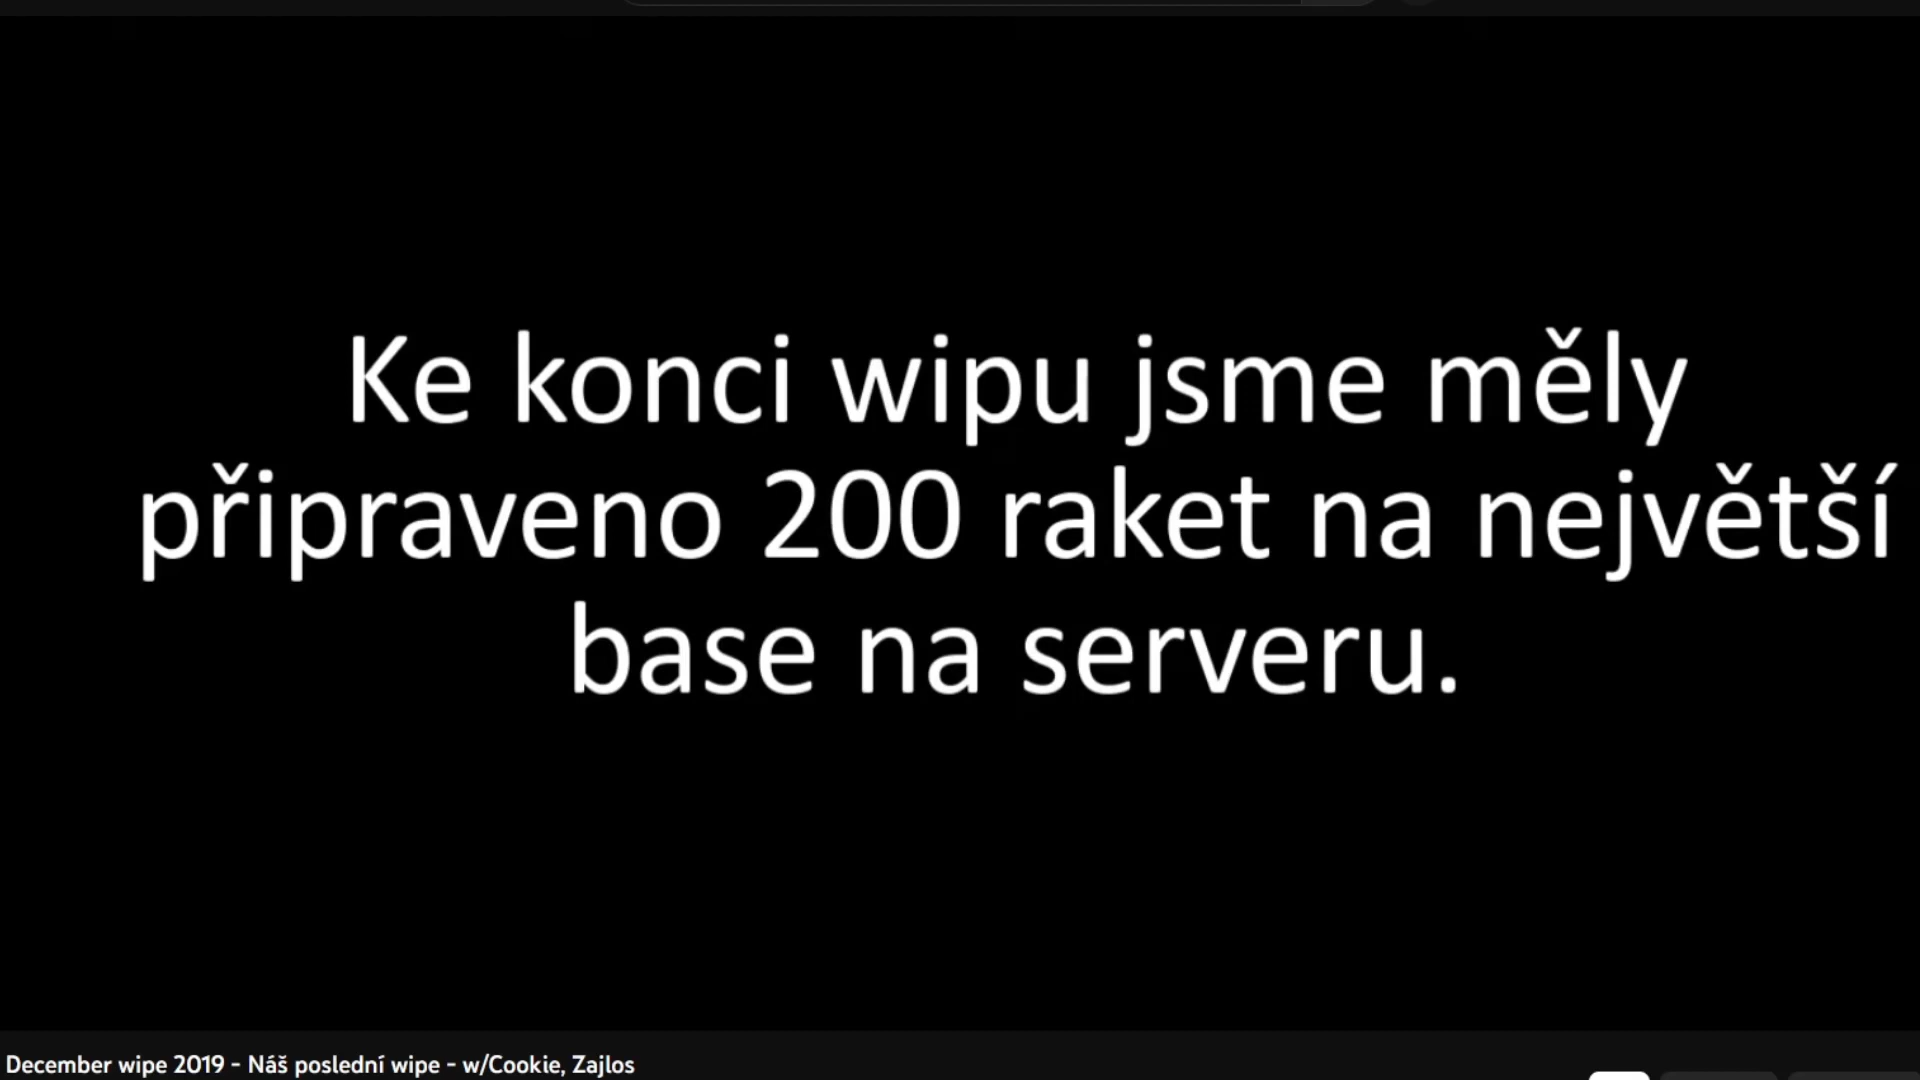 Ke konci wipu jsme měly
připraveno 200 raket na největší
base na serveru.
December wipe 2019 - Náš poslední wipe - w/Cookie, Zajlos